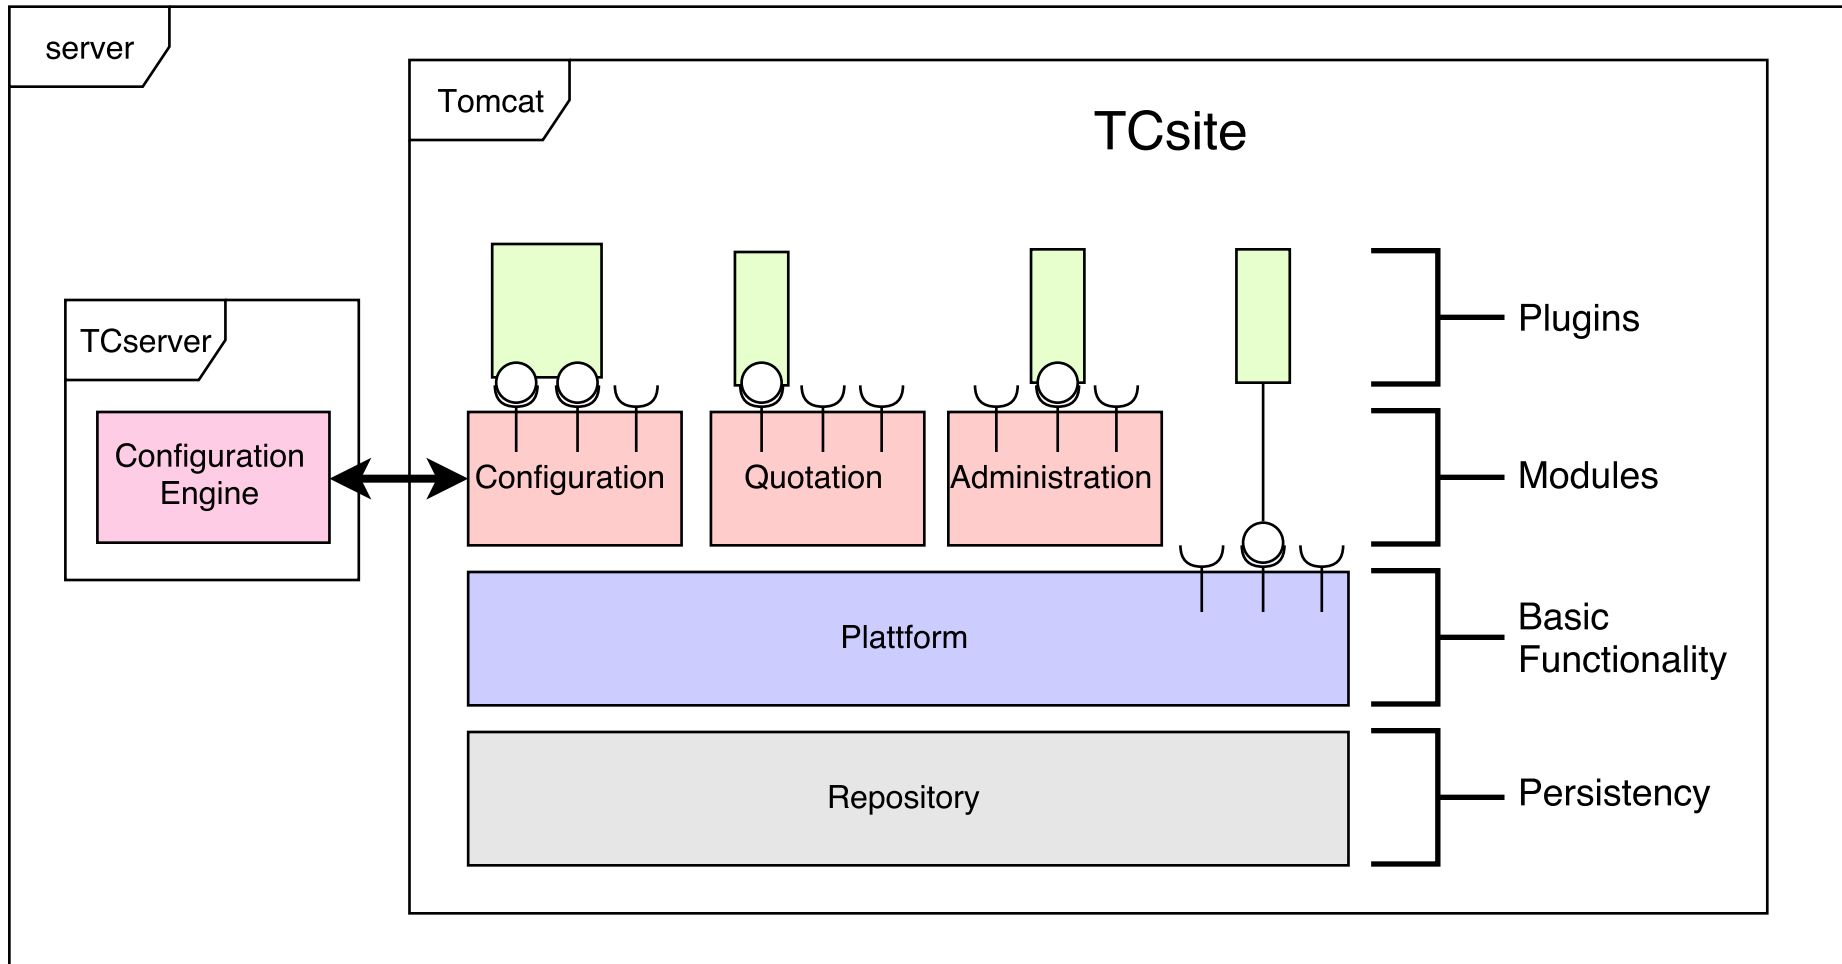 server
Tomcat
TCsite
Plugins
TCserver
Configuration
Engine
Configuration
Quotation
Administration
Modules
Plattform
Basic
Functionality
Repository
Persistency